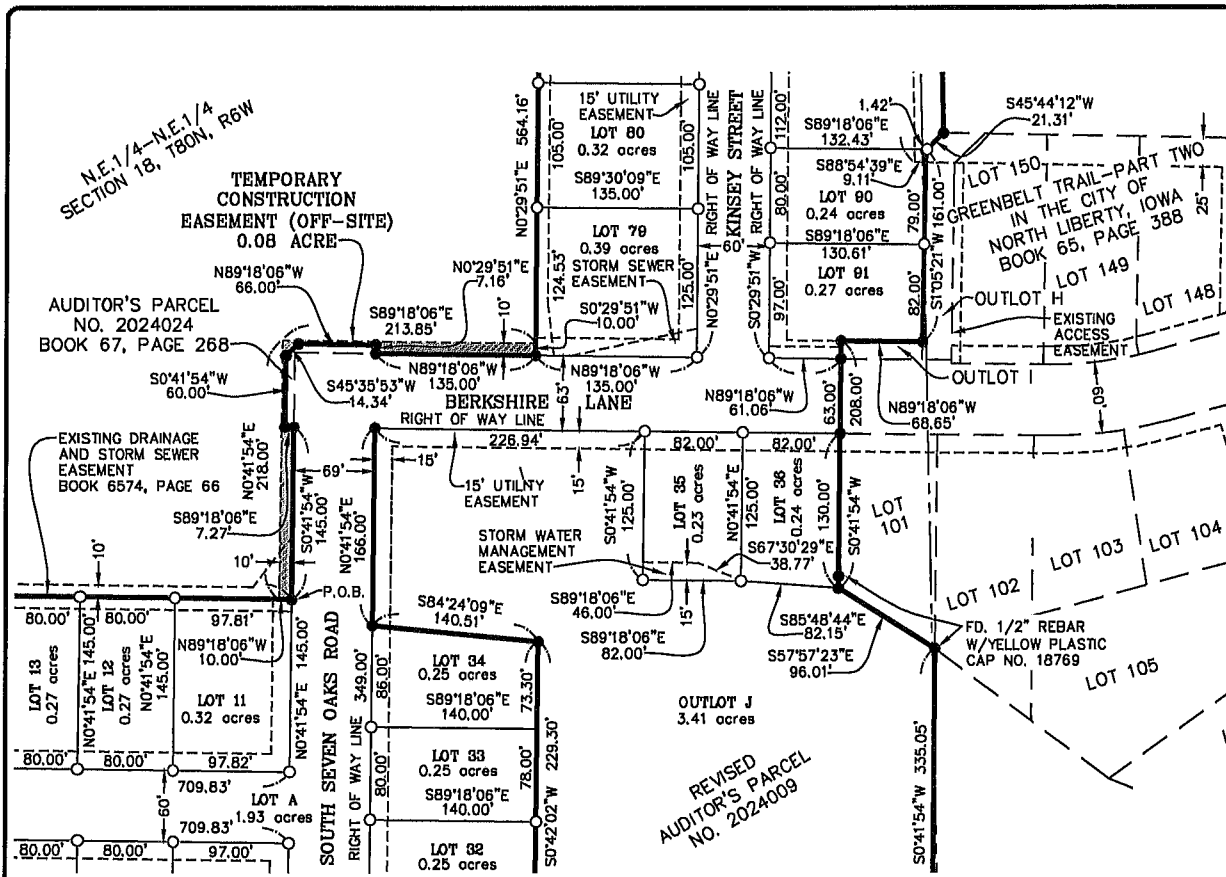 N.E.1/4-N.E.1/4
SECTION 18, T80N, R6W
TEMPORARY
CONSTRUCTION
EASEMENT (OFF-SITE)
0.08 ACRE
N89°18'06"W
66.00'
AUDITOR'S PARCEL
NO. 2024024
BOOK 67, PAGE 268
S0°41'54"W
60.00'
S89°18'06"E
213.85'
N0°29'51"E
7.16'
10'
S0°29'51"W
10.00'
N89°18'06"W
135.00'
N89°18'06"W
135.00'
S45°35'53"W
14.34'
N0°29'51"E 564.16'
105.00'
15' UTILITY
EASEMENT
LOT 80
0.32 acres
105.00'
S89°30'09"E
135.00'
LOT 79
0.39 acres
STORM SEWER
EASEMENT
124.53'
125.00'
N0°29'51"E
RIGHT OF WAY LINE
KINSEY STREET
60'
RIGHT OF WAY LINE
S0°29'51"W
112.00'
80.00'
97.00'
1.42'
S89°18'06"E
132.43'
S88°54'39"E
9.11'
LOT 90
0.24 acres
79.00'
S89°18'06"E
130.61'
LOT 91
0.27 acres
82.00'
S1°05'21"W 161.00'
S45°44'12"W
21.31'
LOT 150
GREENBELT TRAIL-PART TWO
IN THE CITY OF
NORTH LIBERTY, IOWA
BOOK 65, PAGE 388
25'
LOT 149
LOT 148
OUTLOT H
EXISTING
ACCESS
EASEMENT
OUTLOT I
N89°18'06"W
61.06'
N89°18'06"W
68.65'
60'
63.00'
208.00'
BERKSHIRE LANE
RIGHT OF WAY LINE
63'
226.94'
82.00'
82.00'
15'
15'
15' UTILITY
EASEMENT
EXISTING DRAINAGE
AND STORM SEWER
EASEMENT
BOOK 6574, PAGE 66
N0°41'54"E
218.00'
69'
S0°41'54"W
145.00'
N0°41'54"E
166.00'
S89°18'06"E
7.27'
10'
10'
P.O.B.
S0°41'54"W
125.00'
LOT 35
0.23 acres
N0°41'54"E
125.00'
LOT 36
0.24 acres
130.00'
S0°41'54"W
LOT
101
STORM WATER
MANAGEMENT
EASEMENT
S67°30'29"E
38.77'
S89°18'06"E
46.00'
15'
S89°18'06"E
82.00'
S85°48'44"E
82.15'
S57°57'23"E
96.01'
LOT 102
LOT 103
LOT 104
LOT 105
FD. 1/2" REBAR
W/YELLOW PLASTIC
CAP NO. 18769
80.00'
80.00'
97.81'
N89°18'06"W
10.00'
LOT 13
0.27 acres
N0°41'54"E 145.00'
LOT 12
0.27 acres
N0°41'54"E
145.00'
LOT 11
0.32 acres
N0°41'54"E 145.00'
80.00'
80.00'
97.82'
709.83'
60'
LOT A
1.93 acres
709.83'
80.00'
80.00'
97.00'
SOUTH SEVEN OAKS ROAD
RIGHT OF WAY LINE
349.00'
86.00'
80.00'
S84°24'09"E
140.51'
LOT 34
0.25 acres
S89°18'06"E
140.00'
LOT 33
0.25 acres
S89°18'06"E
140.00'
LOT 32
0.25 acres
73.30'
78.00'
S0°42'02"W 229.30'
OUTLOT J
3.41 acres
REVISED
AUDITOR'S PARCEL
NO. 2024009
S0°41'54"W 335.05'